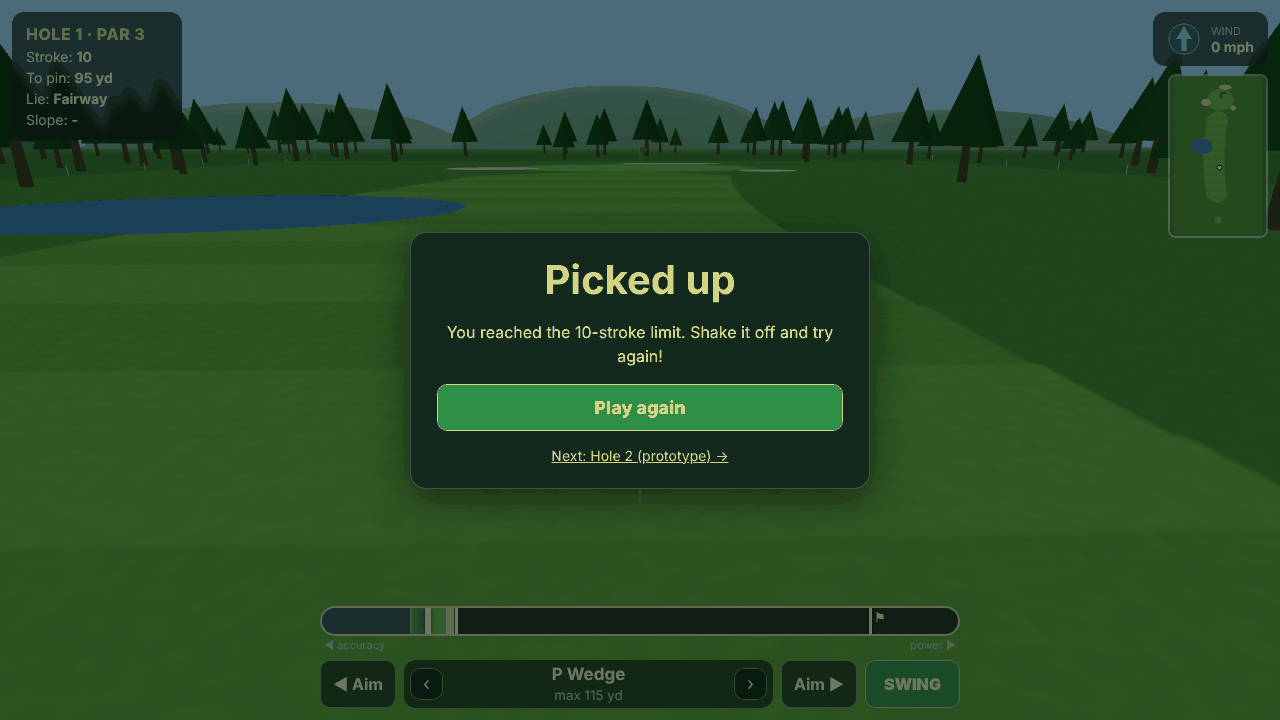 HOLE 1 · PAR 3
Stroke: 10
To pin: 95 yd
Lie: Fairway
Slope: -
WIND
0 mph
Picked up
You reached the 10-stroke limit. Shake it off and try
again!
Play again
Next: Hole 2 (prototype) →
◀ accuracy
power ▶
◀ Aim
‹
P Wedge
max 115 yd
›
Aim ▶
SWING